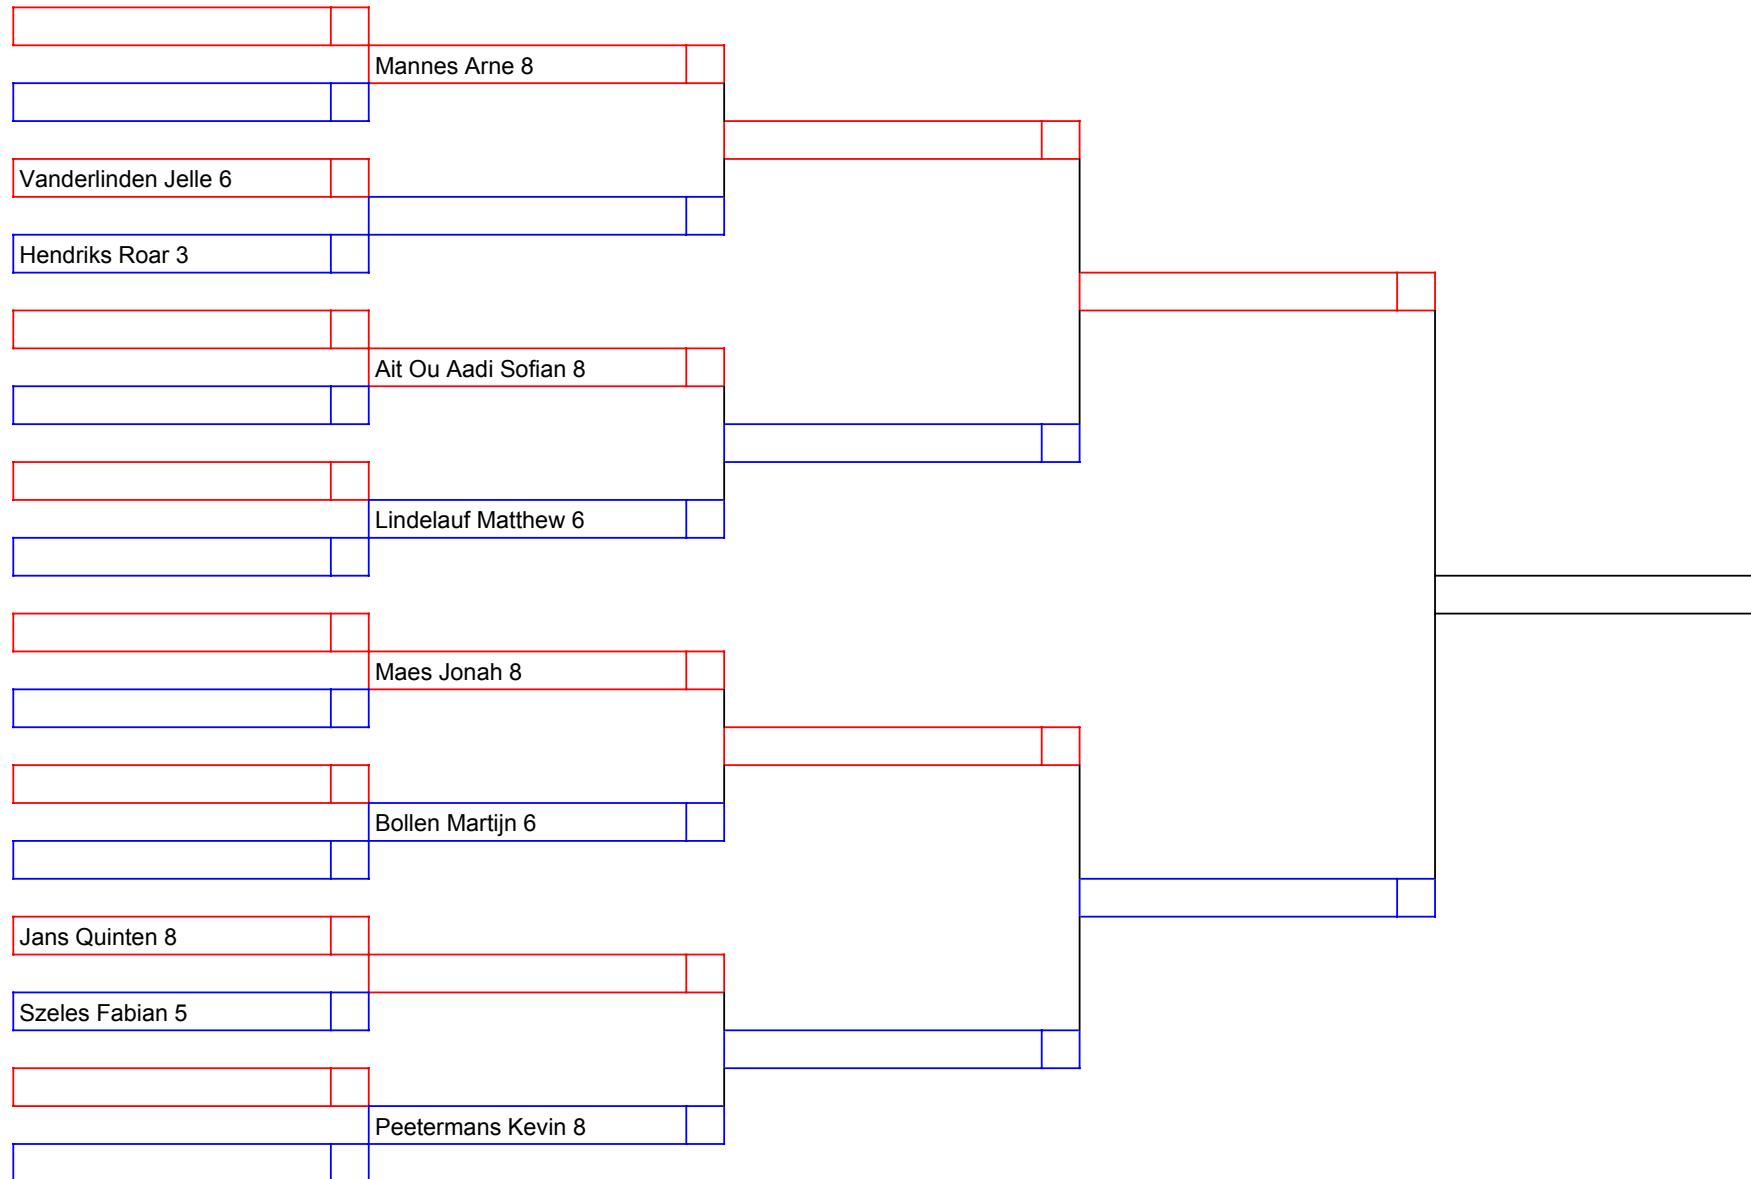 Mannes Arne 8
Vanderlinden Jelle 6
Hendriks Roar 3
Ait Ou Aadi Sofian 8
Lindelauf Matthew 6
Maes Jonah 8
Bollen Martijn 6
Jans Quinten 8
Szeles Fabian 5
Peetermans Kevin 8